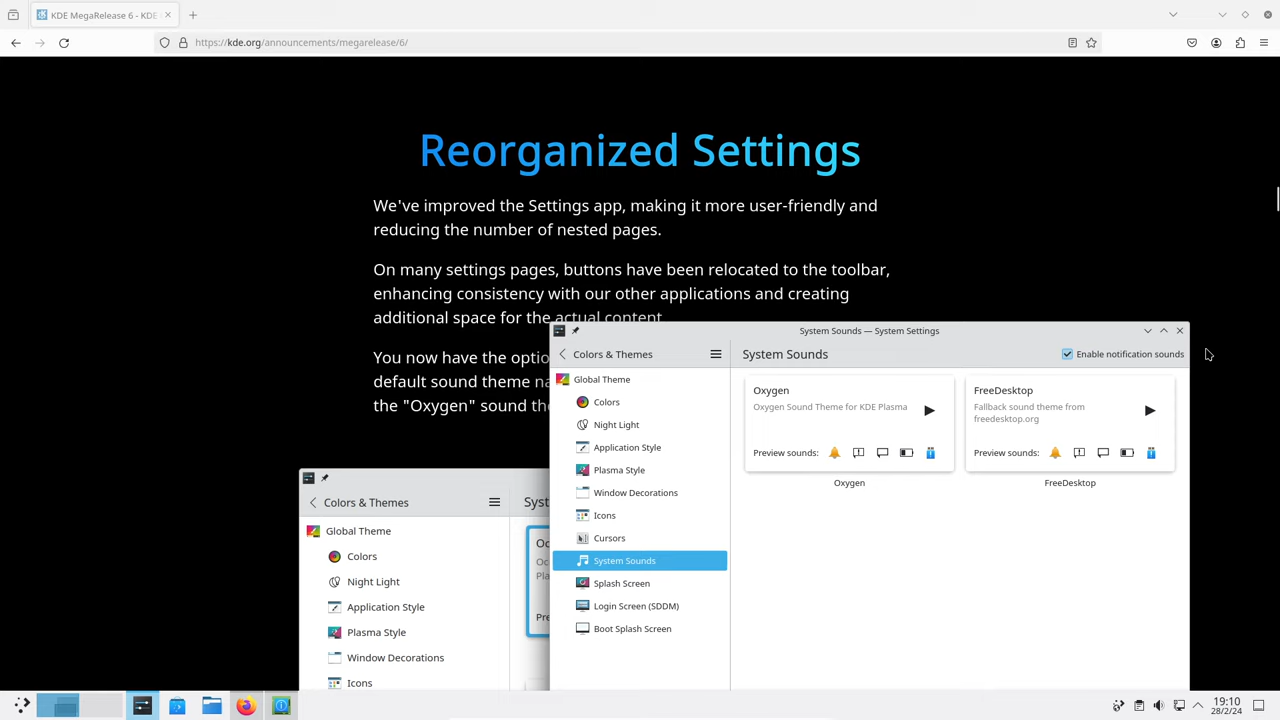 KDE MegaRelease 6 - KDE
https://kde.org/announcements/megarelease/6/
Reorganized Settings
We've improved the Settings app, making it more user-friendly and
reducing the number of nested pages.
On many settings pages, buttons have been relocated to the toolbar,
enhancing consistency with our other applications and creating
additional space for the actual content.
You now have the
default sound theme
the "Oxygen" sound
System Sounds — System Settings
Colors & Themes
System Sounds
Enable notification sounds
Global Theme
Colors
Night Light
Application Style
Plasma Style
Window Decorations
Icons
Cursors
System Sounds
Splash Screen
Login Screen (SDDM)
Boot Splash Screen
Oxygen
Oxygen Sound Theme for KDE Plasma
Preview sounds:
Oxygen
FreeDesktop
Fallback sound theme from
freedesktop.org
Preview sounds:
FreeDesktop
Colors & Themes
Global Theme
Colors
Night Light
Application Style
Plasma Style
Window Decorations
Icons
19:10
28/2/24